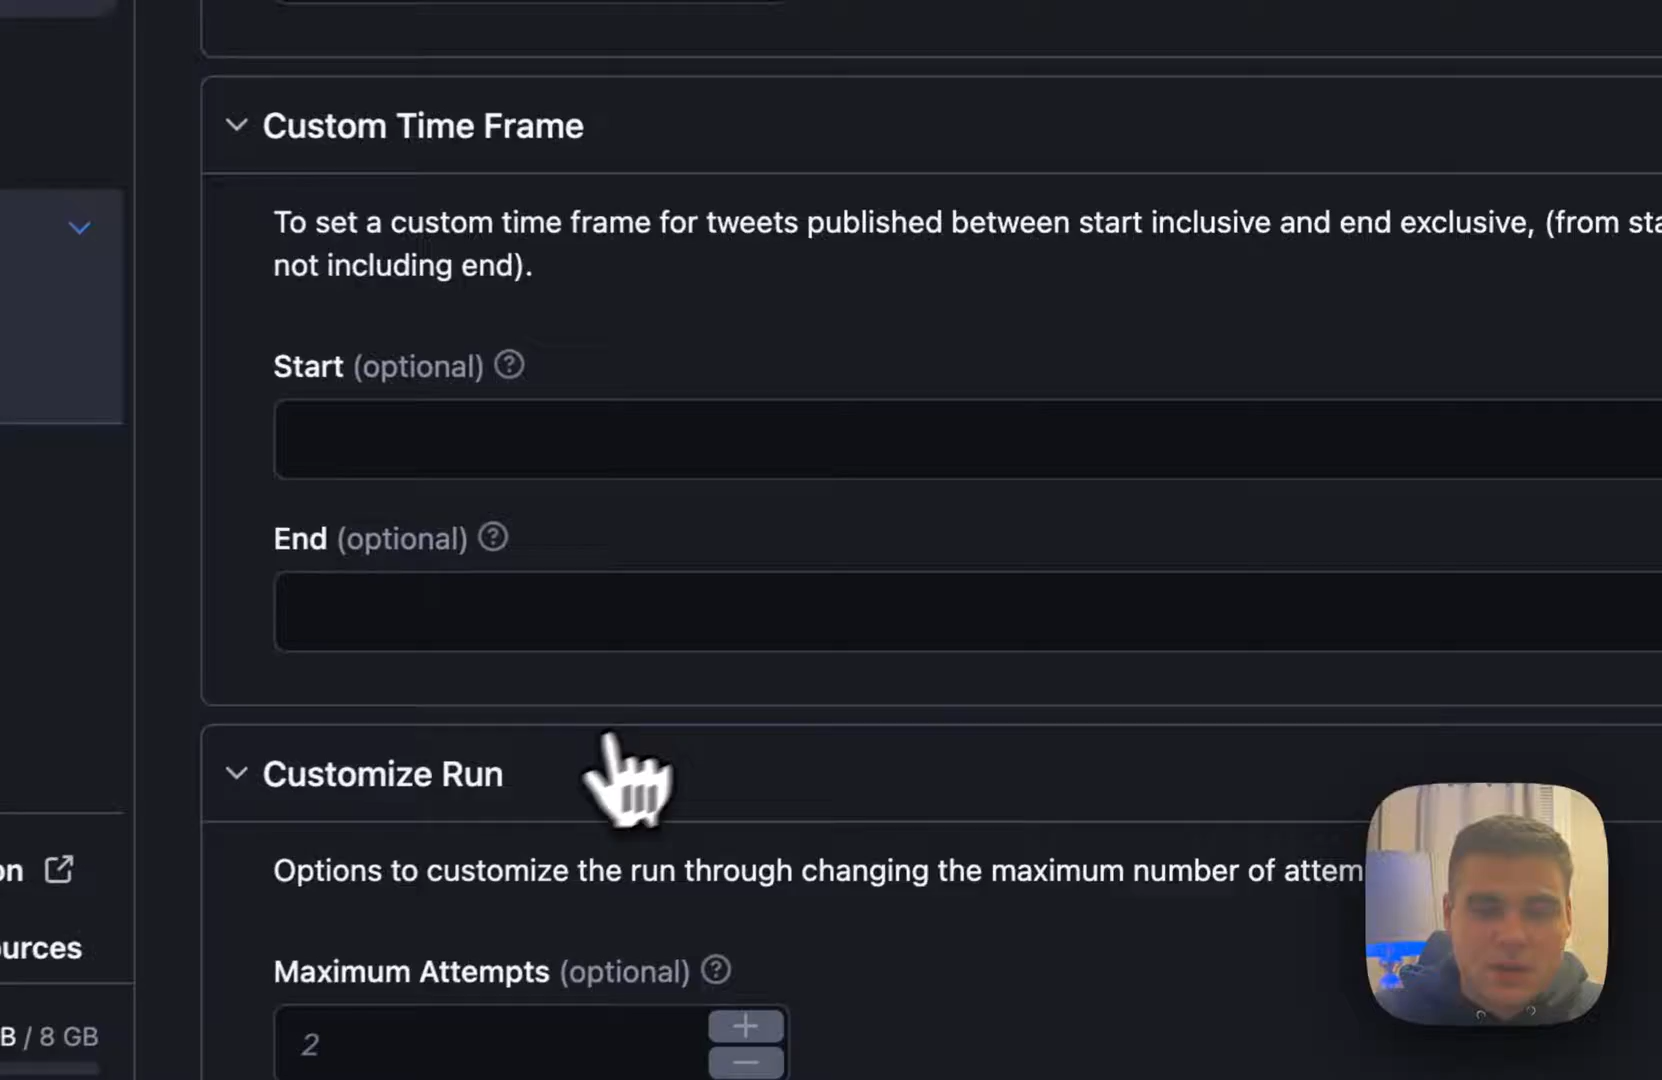 Custom Time Frame
To set a custom time frame for tweets published between start inclusive and end exclusive, (from sta
not including end).
Start (optional)
End (optional)
Customize Run
Options to customize the run through changing the maximum number of attem
Maximum Attempts (optional)
2
on
ources
B / 8 GB